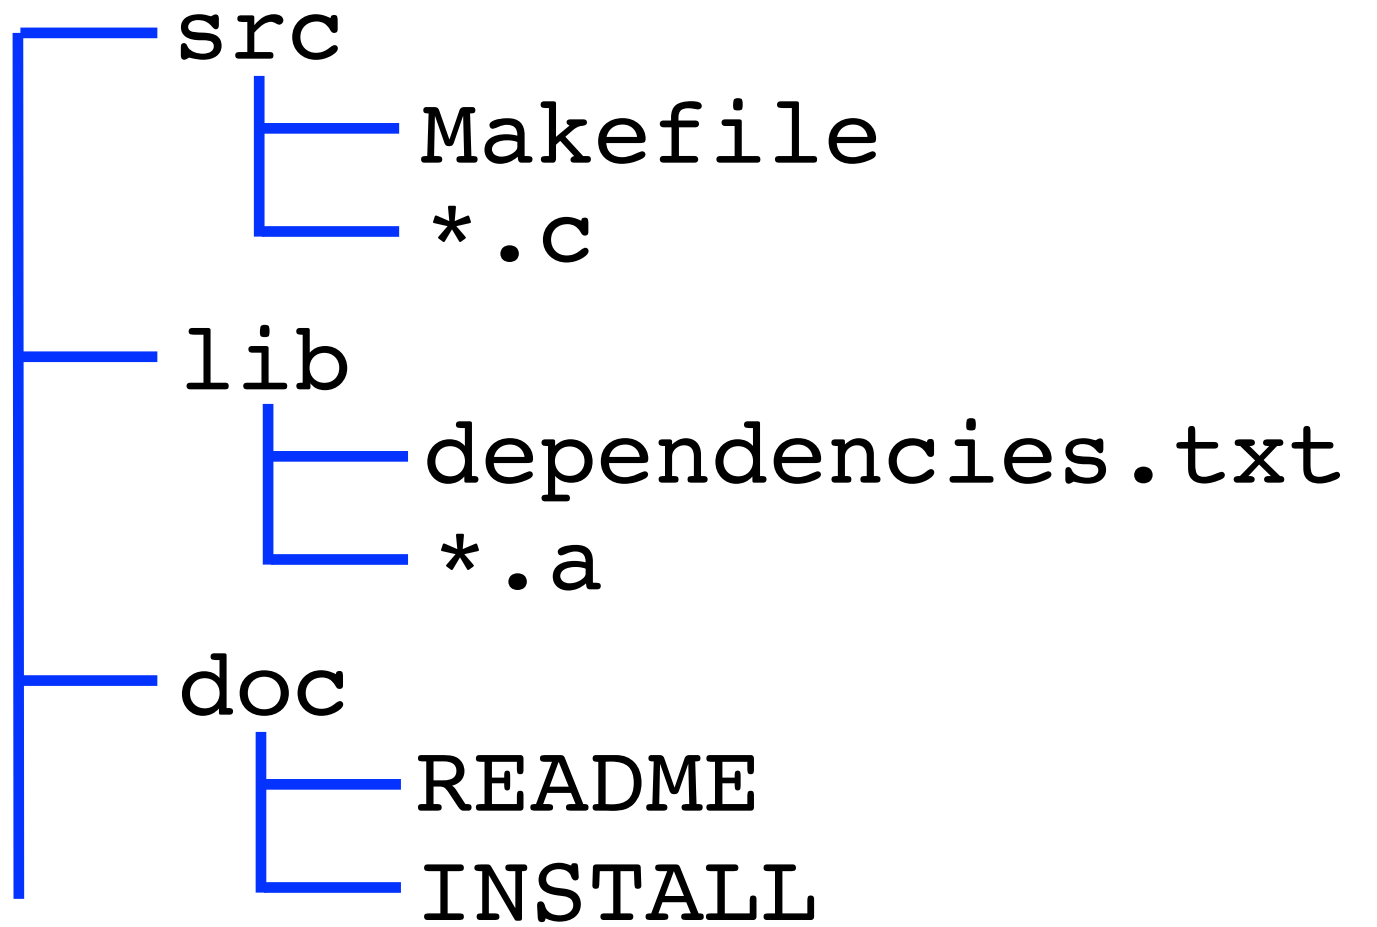 src
Makefile
*.c
lib
dependencies.txt
*.a
doc
README
INSTALL